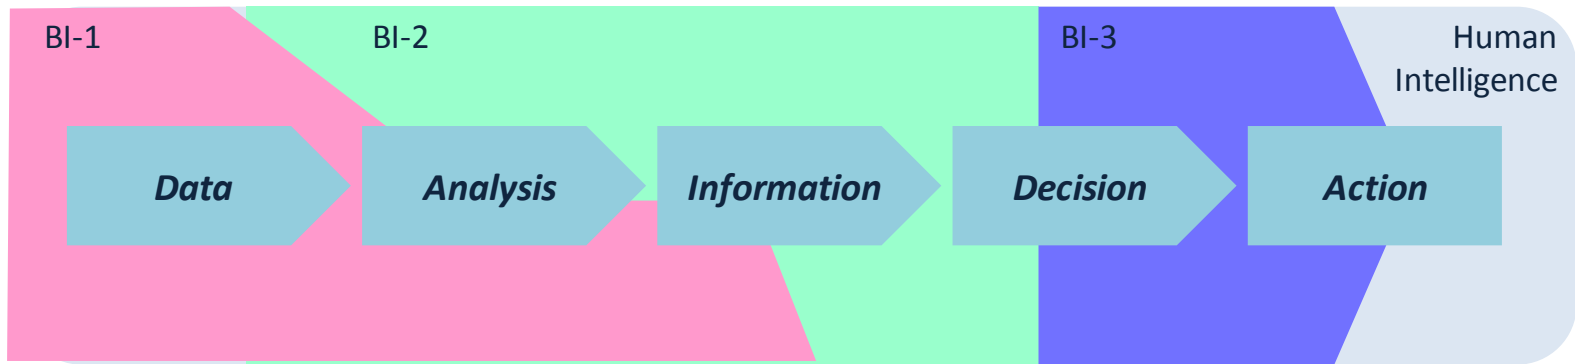 BI-1
BI-2
BI-3
Human
Intelligence
Data
Analysis
Information
Decision
Action